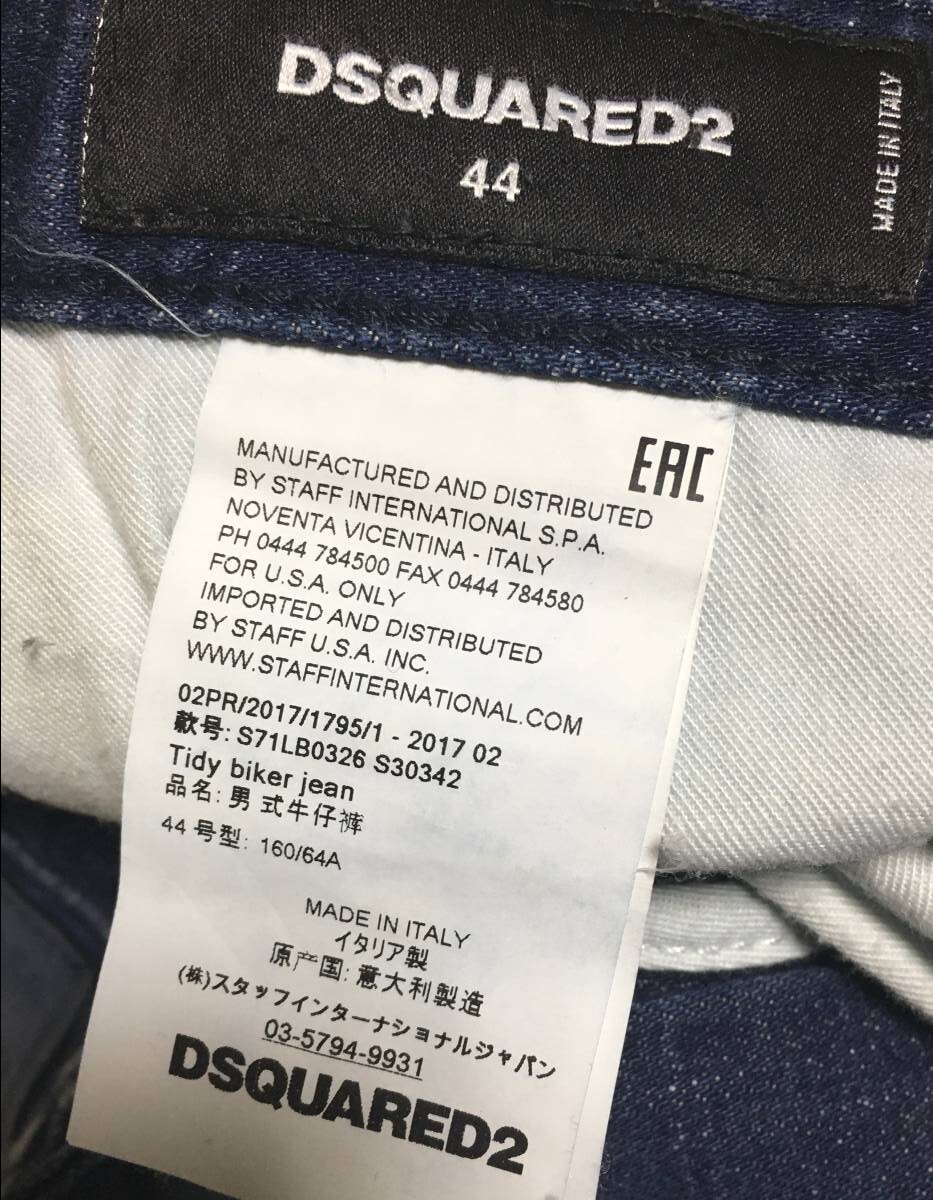 DSQUARED2
44
MADE IN ITALY
EAC
MANUFACTURED AND DISTRIBUTED
BY STAFF INTERNATIONAL S.P.A.
NOVENTA VICENTINA - ITALY
PH 0444 784500 FAX 0444 784580
FOR U.S.A. ONLY
IMPORTED AND DISTRIBUTED
BY STAFF U.S.A. INC.
WWW.STAFFINTERNATIONAL.COM
02PR/2017/1795/1 - 2017 02
款号: S71LB0326 S30342
Tidy biker jean
品名: 男 式牛仔裤
44 号型: 160/64A
MADE IN ITALY
イタリア製
原产国: 意大利製造
(株)スタッフインターナショナルジャパン
03-5794-9931
DSQUARED2